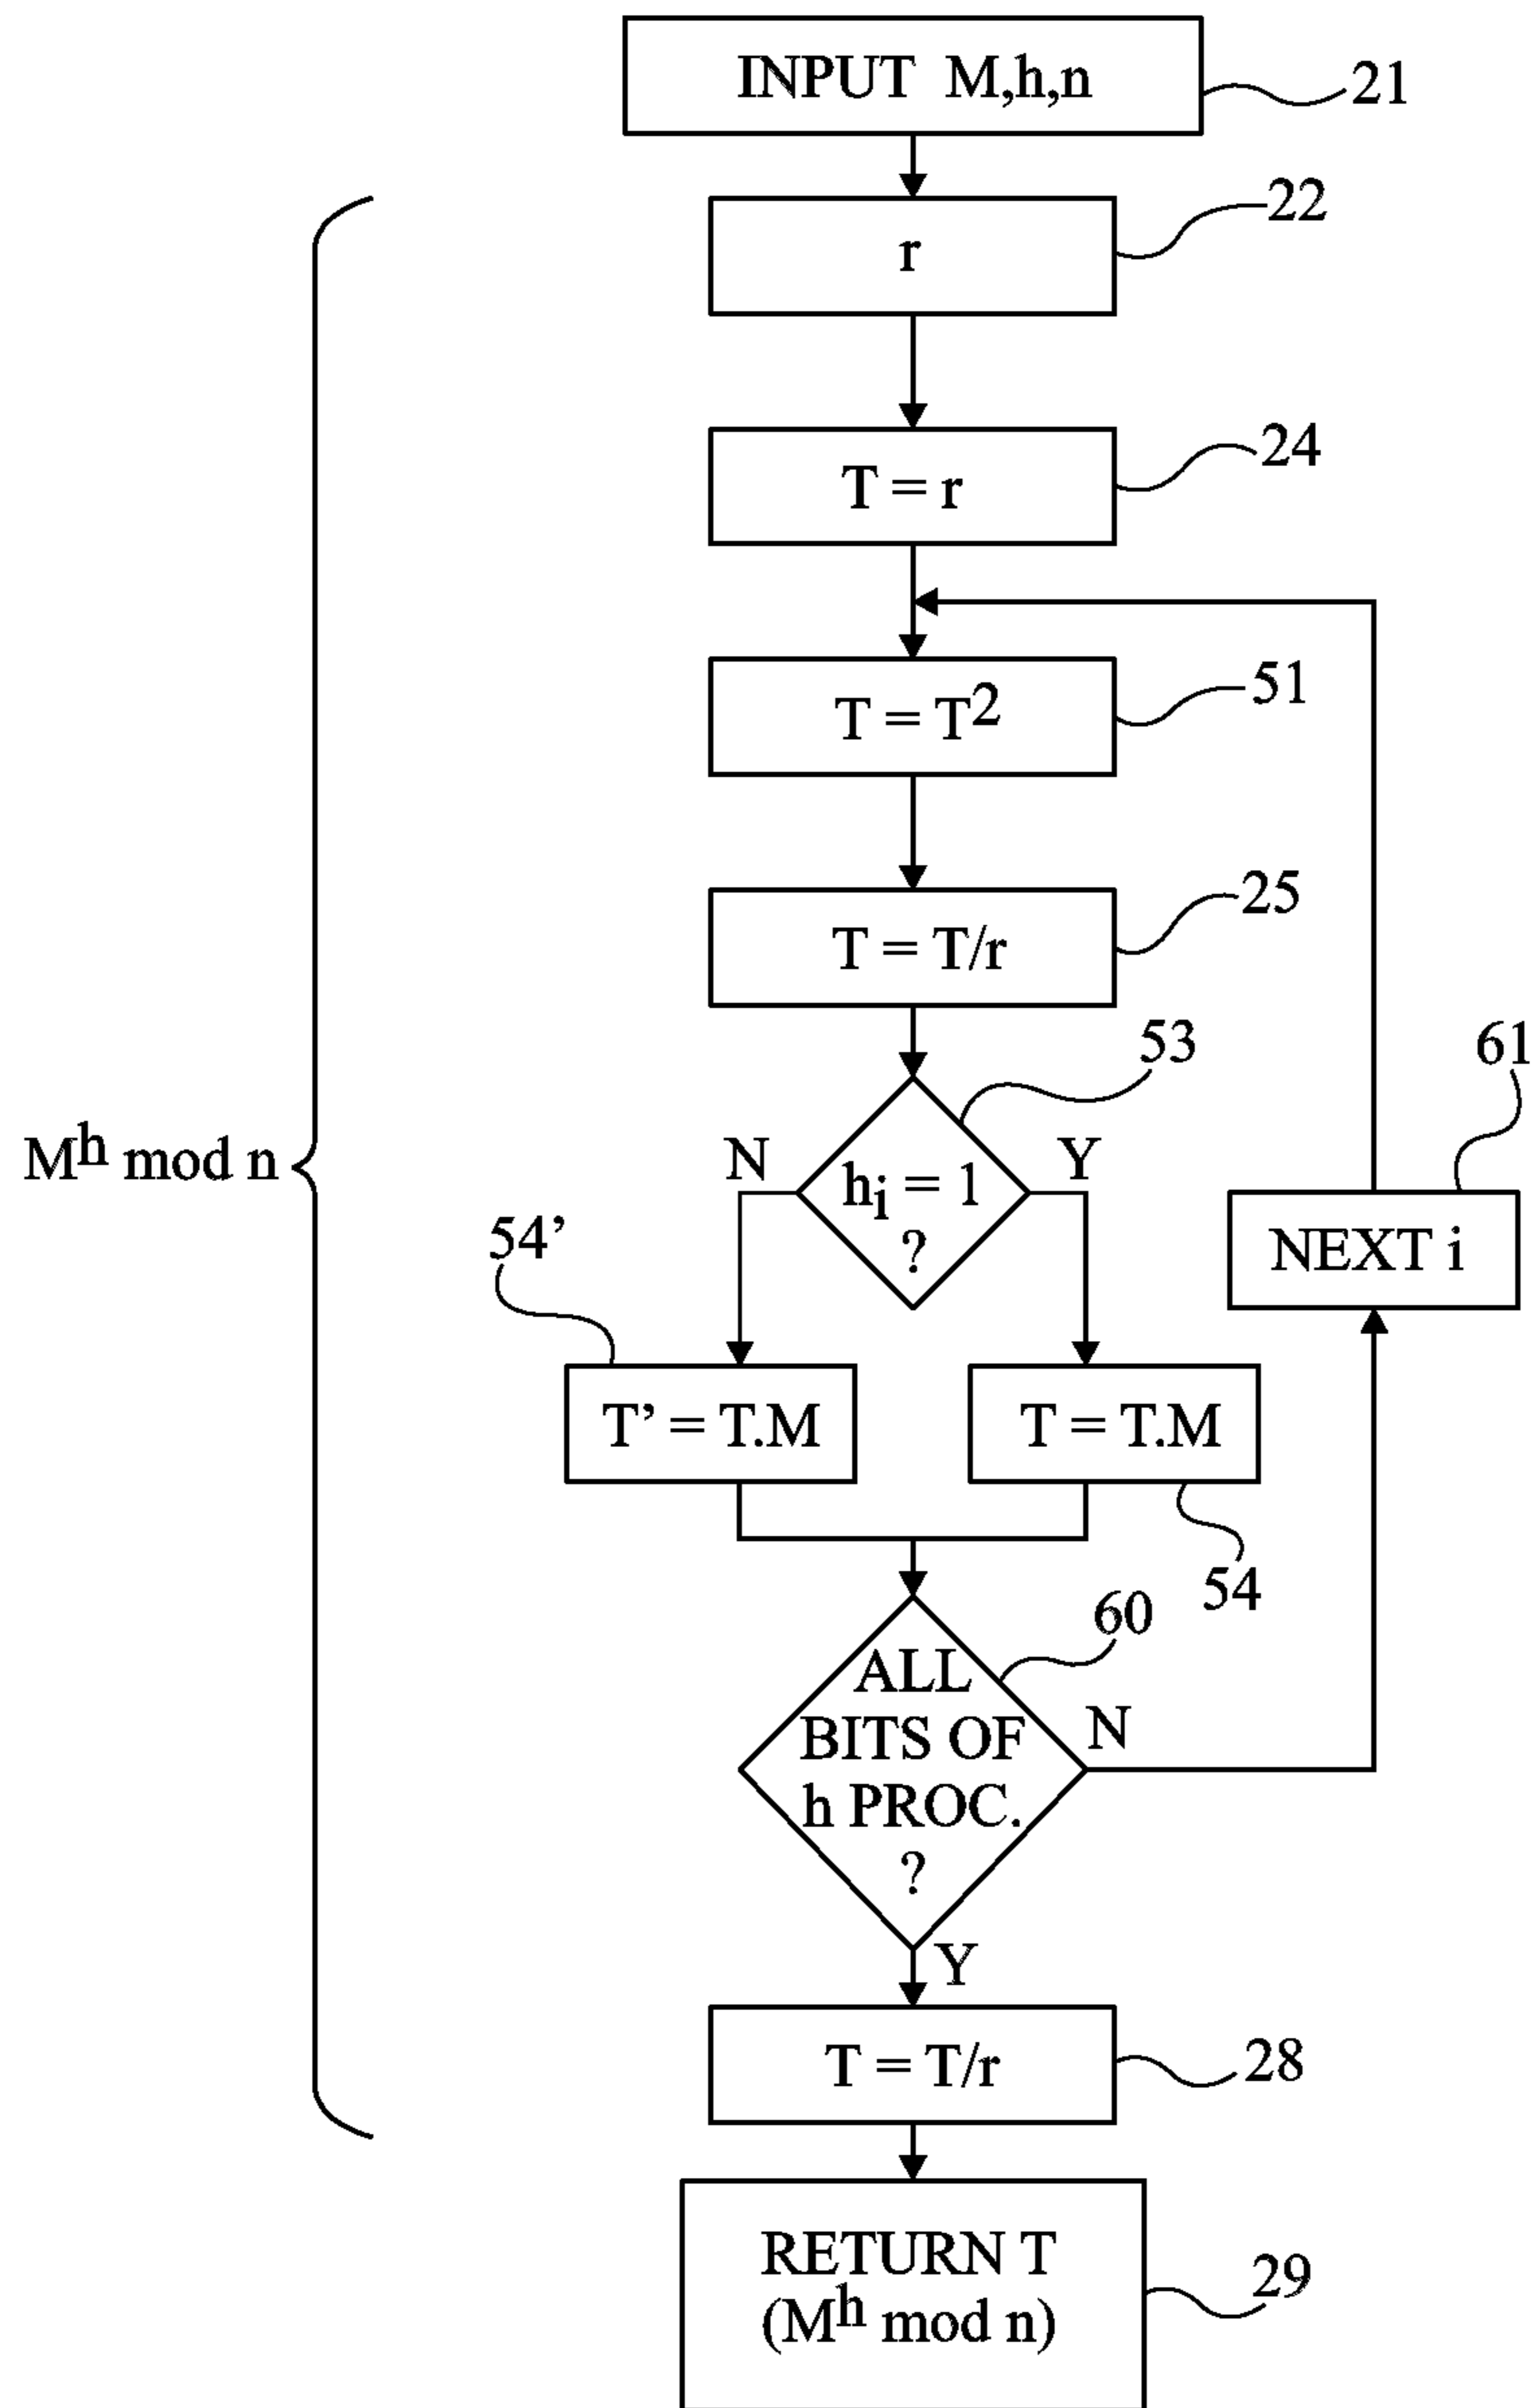 INPUT M,h,n
21
22
r
24
T = r
51
T = T²
25
T = T/r
53
61
Mʰ mod n
N
Y
hᵢ = 1
?
NEXT i
54’
T’ = T.M
T = T.M
54
60
ALL
BITS OF
h PROC.
?
N
Y
T = T/r
28
RETURN T
(Mʰ mod n)
29